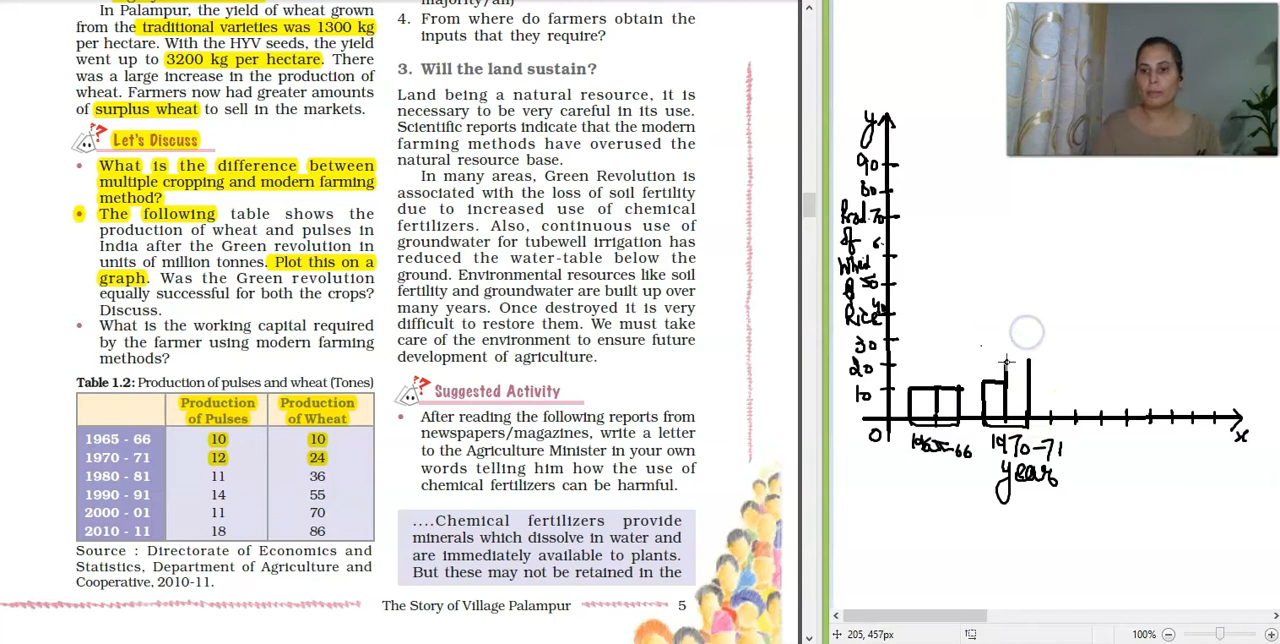 In Palampur, the yield of wheat grown
from the traditional varieties was 1300 kg
per hectare. With the HYV seeds, the yield
went up to 3200 kg per hectare. There
was a large increase in the production of
wheat. Farmers now had greater amounts
of surplus wheat to sell in the markets.
Let's Discuss
• What is the difference between
multiple cropping and modern farming
method?
• The following table shows the
production of wheat and pulses in
India after the Green revolution in
units of million tonnes. Plot this on a
graph. Was the Green revolution
equally successful for both the crops?
Discuss.
• What is the working capital required
by the farmer using modern farming
methods?
Table 1.2: Production of pulses and wheat (Tones)
Production of Pulses Production of Wheat
1965 - 66 10 10
1970 - 71 12 24
1980 - 81 11 36
1990 - 91 14 55
2000 - 01 11 70
2010 - 11 18 86
Source : Directorate of Economics and
Statistics, Department of Agriculture and
Cooperative, 2010-11.
4. From where do farmers obtain the
inputs that they require?
3. Will the land sustain?
Land being a natural resource, it is
necessary to be very careful in its use.
Scientific reports indicate that the modern
farming methods have overused the
natural resource base.
In many areas, Green Revolution is
associated with the loss of soil fertility
due to increased use of chemical
fertilizers. Also, continuous use of
groundwater for tubewell irrigation has
reduced the water-table below the
ground. Environmental resources like soil
fertility and groundwater are built up over
many years. Once destroyed it is very
difficult to restore them. We must take
care of the environment to ensure future
development of agriculture.
Suggested Activity
• After reading the following reports from
newspapers/magazines, write a letter
to the Agriculture Minister in your own
words telling him how the use of
chemical fertilizers can be harmful.
....Chemical fertilizers provide
minerals which dissolve in water and
are immediately available to plants.
But these may not be retained in the
The Story of Village Palampur 5
y
90
80
Prod. 70
of 6
50
40
Rice
30
20
10
0
x
1970-71
year
205, 457px
100%